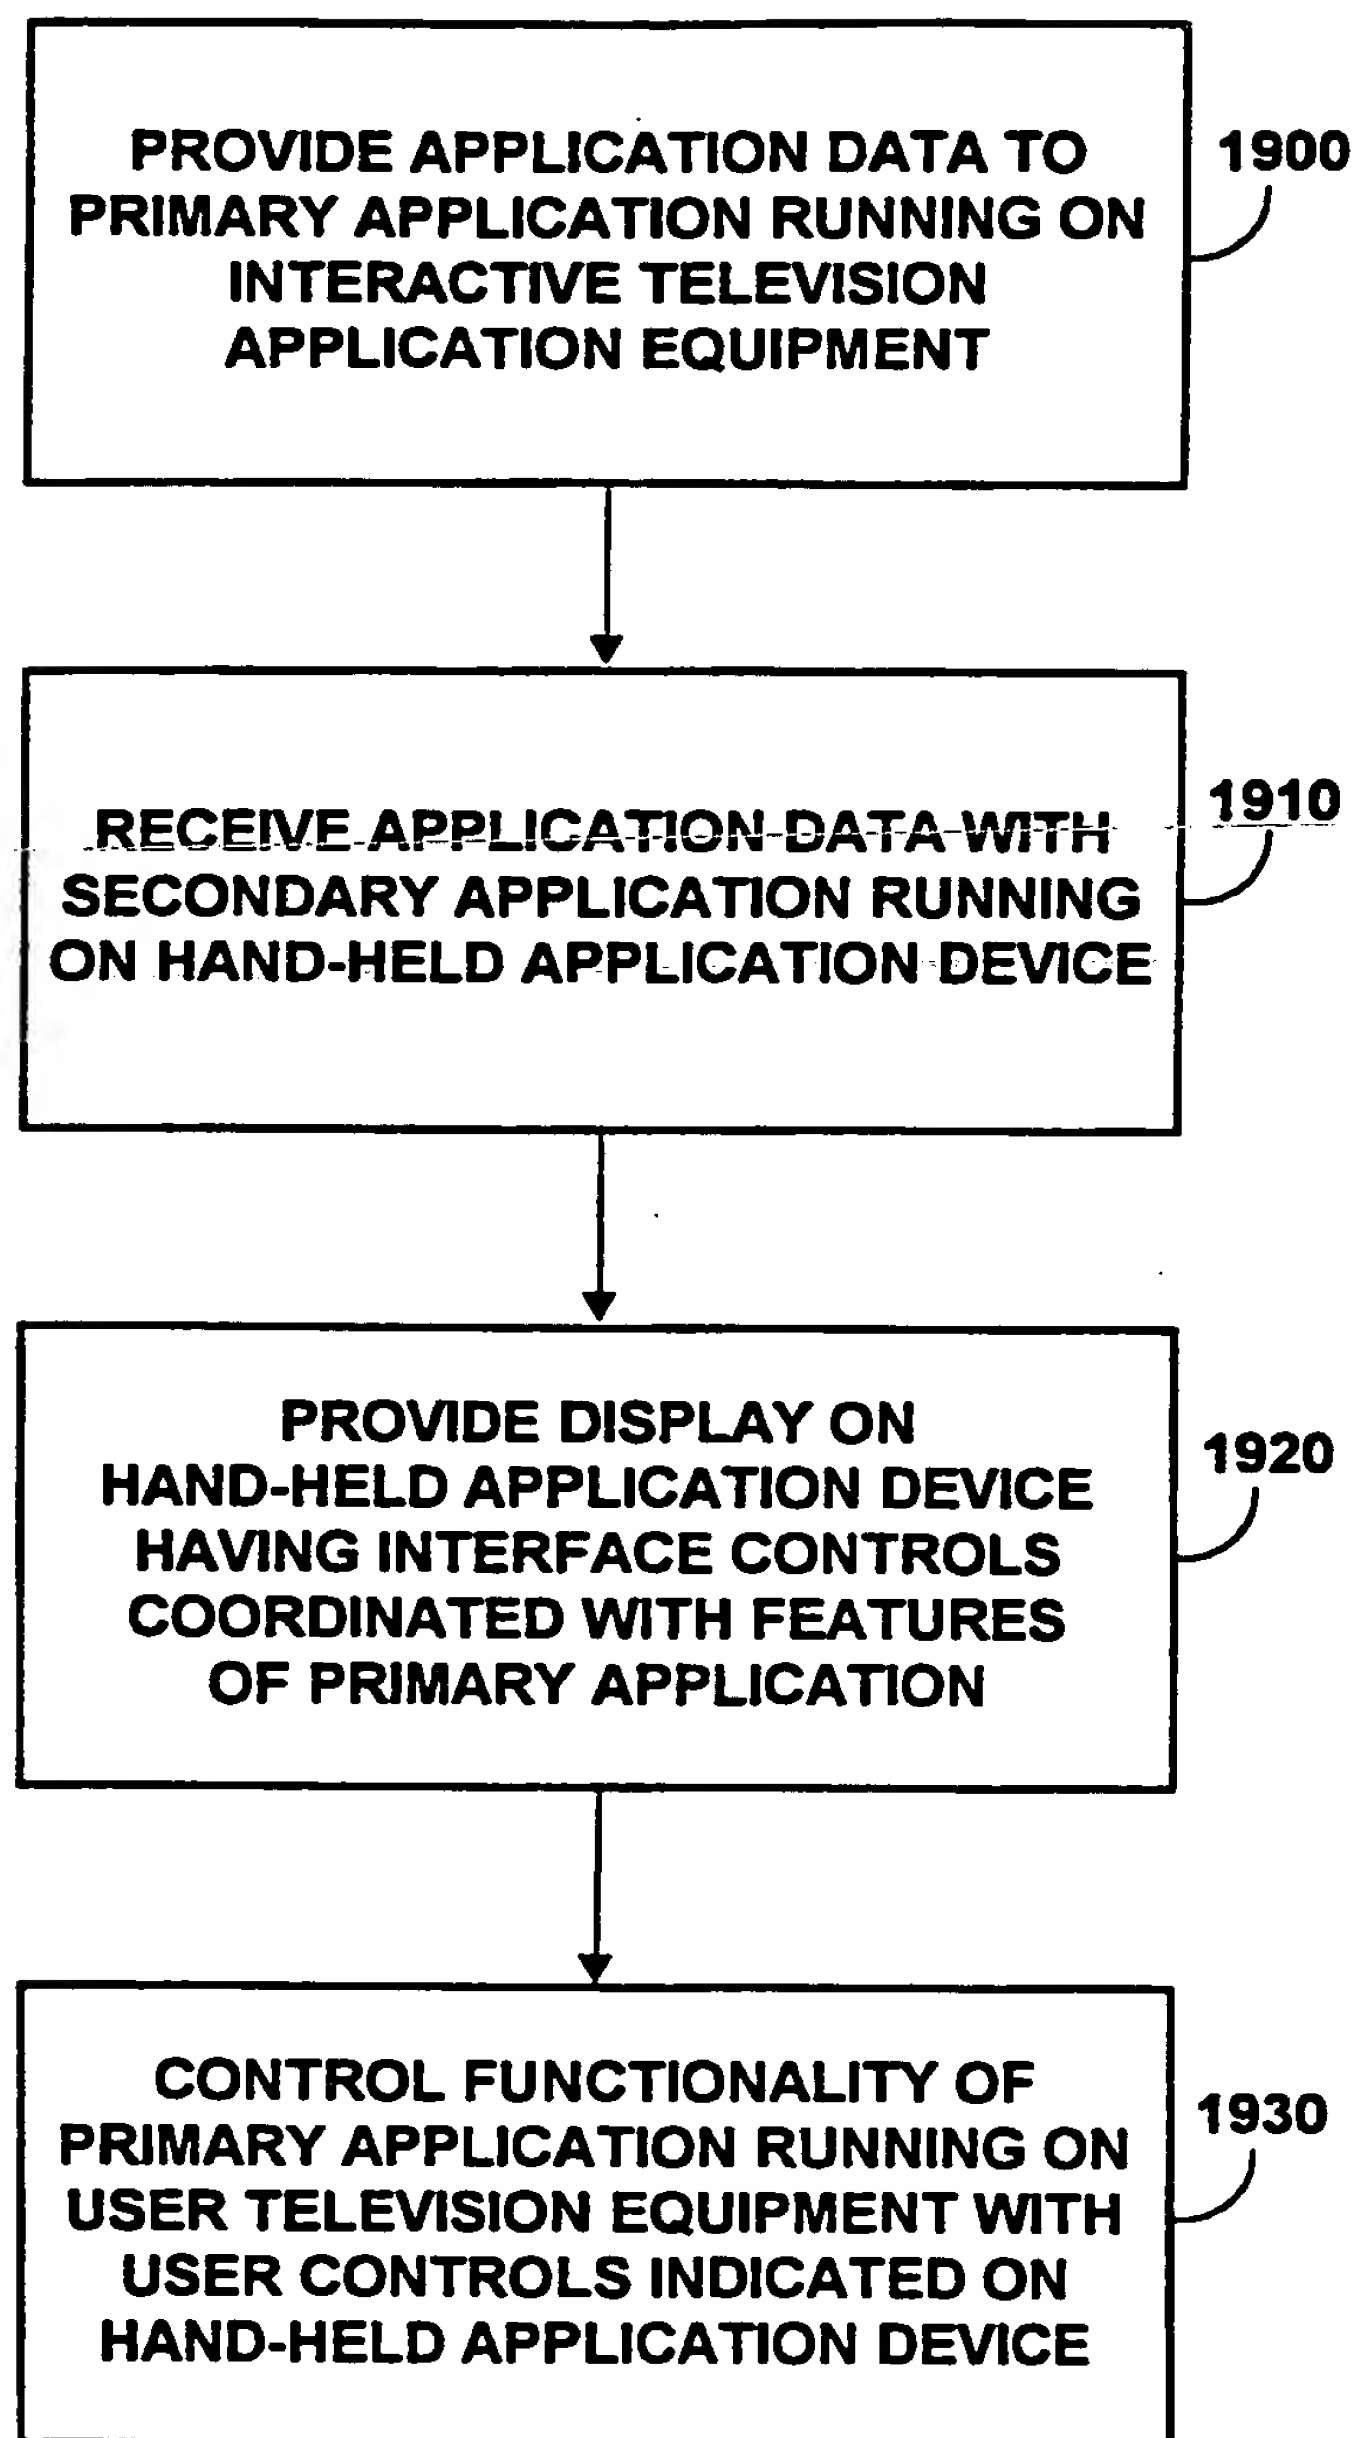 PROVIDE APPLICATION DATA TO
PRIMARY APPLICATION RUNNING ON
INTERACTIVE TELEVISION
APPLICATION EQUIPMENT
1900
RECEIVE APPLICATION DATA WITH
SECONDARY APPLICATION RUNNING
ON HAND-HELD APPLICATION DEVICE
1910
PROVIDE DISPLAY ON
HAND-HELD APPLICATION DEVICE
HAVING INTERFACE CONTROLS
COORDINATED WITH FEATURES
OF PRIMARY APPLICATION
1920
CONTROL FUNCTIONALITY OF
PRIMARY APPLICATION RUNNING ON
USER TELEVISION EQUIPMENT WITH
USER CONTROLS INDICATED ON
HAND-HELD APPLICATION DEVICE
1930